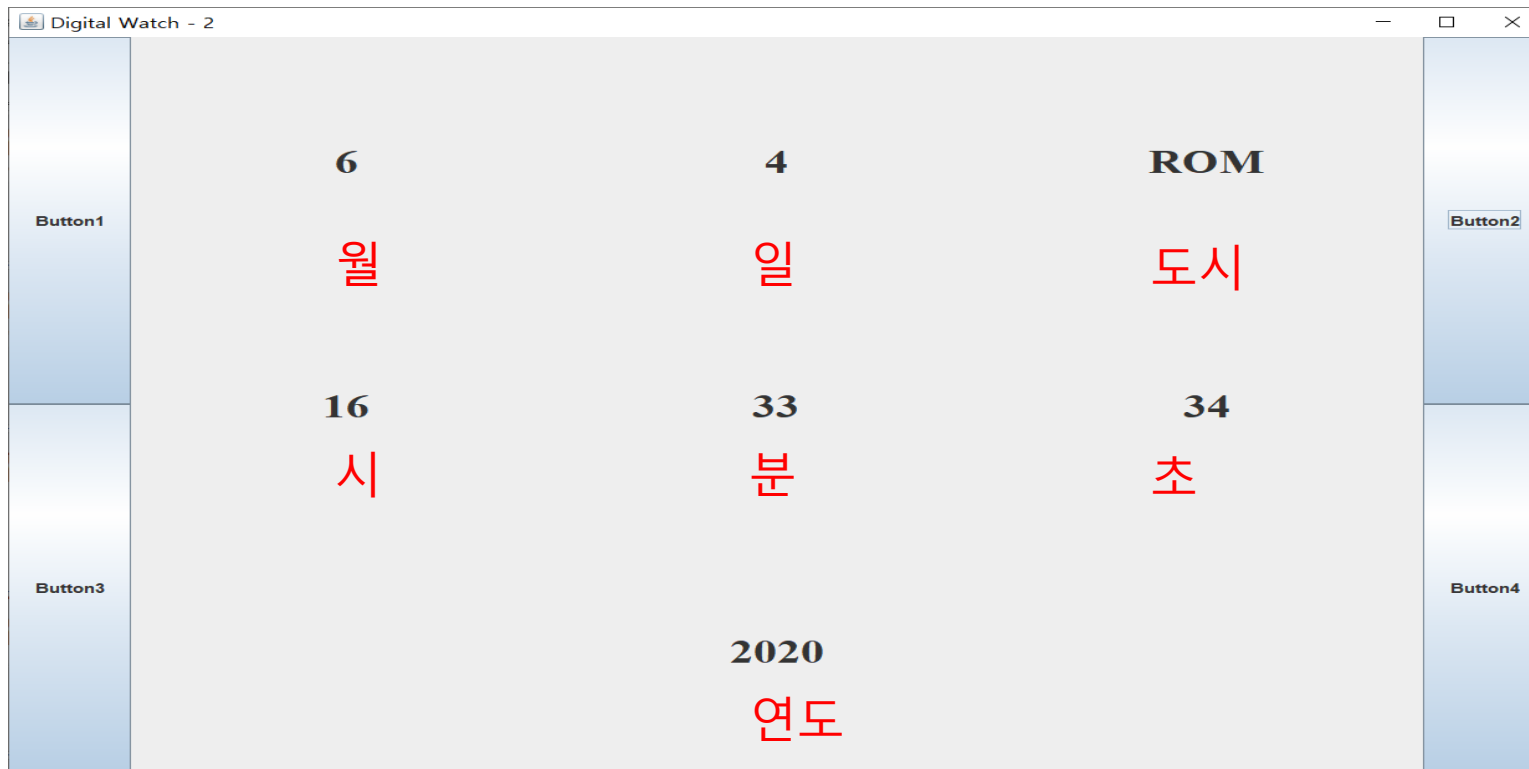 Digital Watch - 2
6 4 ROM
Button1 Button2
월 일 도시
16 33 34
시 분 초
Button3 Button4
2020
연도